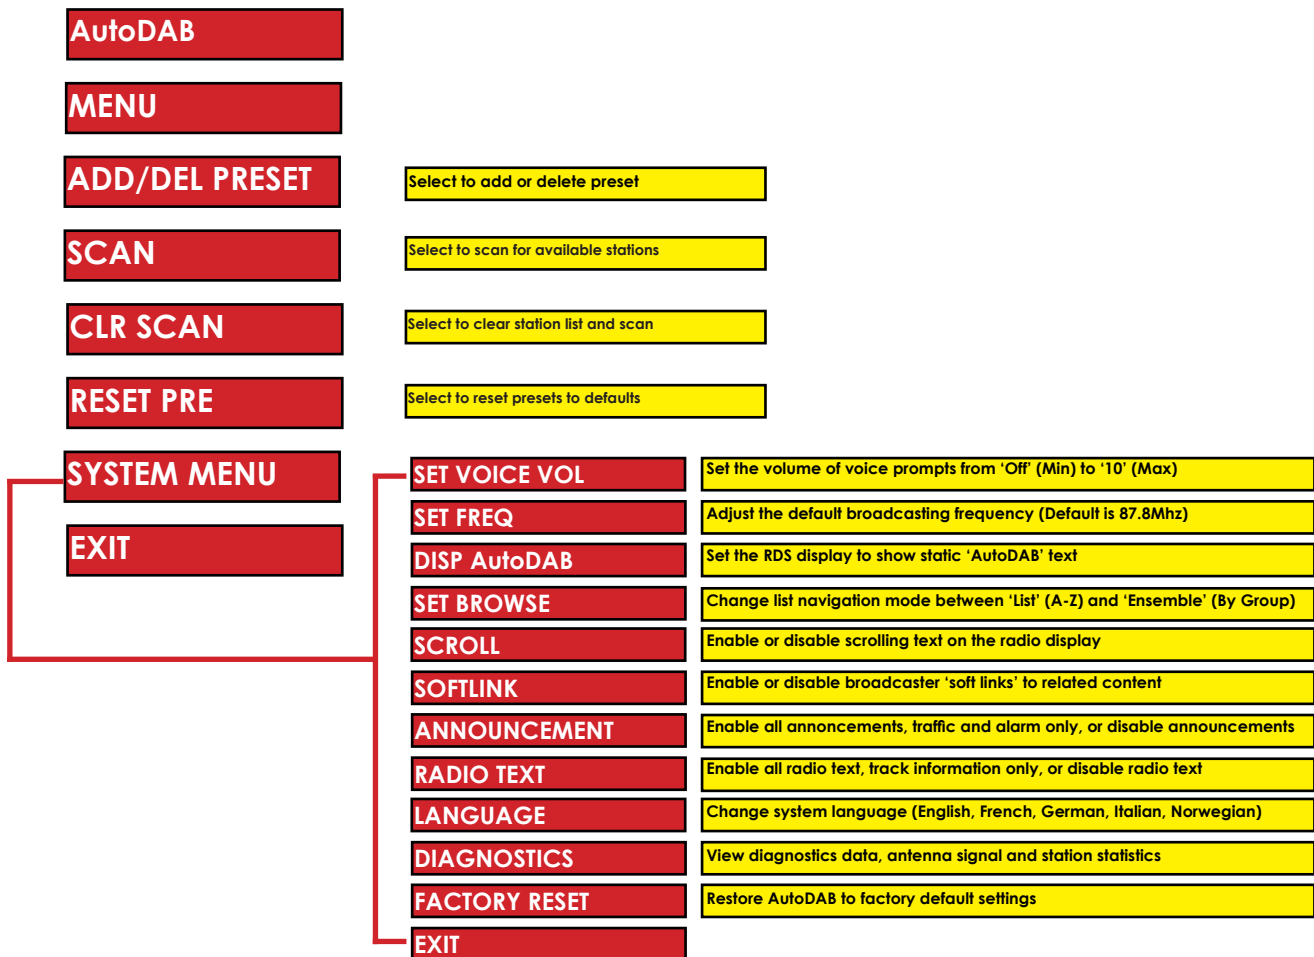 AutoDAB
MENU
ADD/DEL PRESET
Select to add or delete preset
SCAN
Select to scan for available stations
CLR SCAN
Select to clear station list and scan
RESET PRE
Select to reset presets to defaults
SYSTEM MENU
EXIT
SET VOICE VOL
Set the volume of voice prompts from ‘Off’ (Min) to ‘10’ (Max)
SET FREQ
Adjust the default broadcasting frequency (Default is 87.8Mhz)
DISP AutoDAB
Set the RDS display to show static ‘AutoDAB’ text
SET BROWSE
Change list navigation mode between ‘List’ (A-Z) and ‘Ensemble’ (By Group)
SCROLL
Enable or disable scrolling text on the radio display
SOFTLINK
Enable or disable broadcaster ‘soft links’ to related content
ANNOUNCEMENT
Enable all annoncements, traffic and alarm only, or disable announcements
RADIO TEXT
Enable all radio text, track information only, or disable radio text
LANGUAGE
Change system language (English, French, German, Italian, Norwegian)
DIAGNOSTICS
View diagnostics data, antenna signal and station statistics
FACTORY RESET
Restore AutoDAB to factory default settings
EXIT